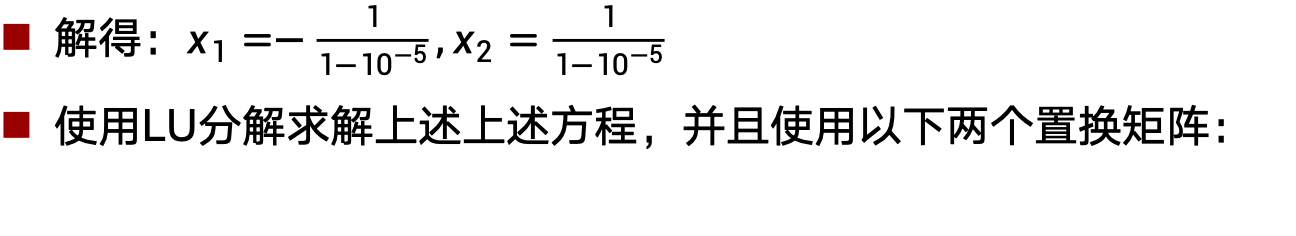 解得：x₁ =− 1/(1−10⁻⁵), x₂ = 1/(1−10⁻⁵)
使用LU分解求解上述上述方程，并且使用以下两个置换矩阵：